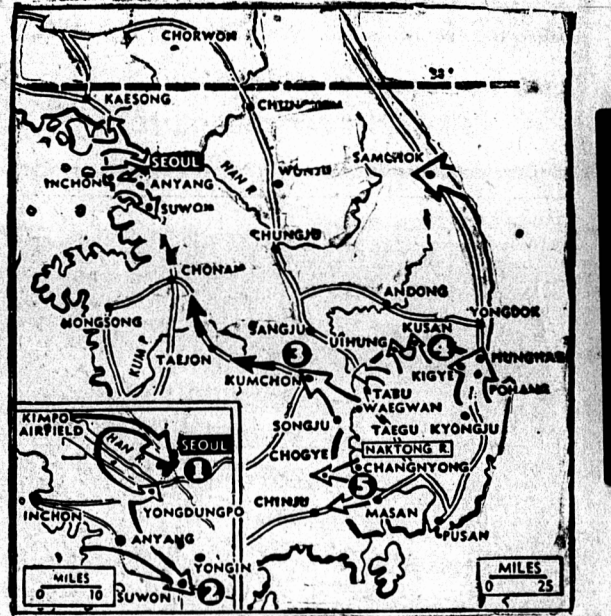 CHORWON
38°
KAESONG
SEOUL
HAN R.
WONJU
SAMCHOK
INCHON
ANYANG
SUWON
CHUNGJU
CHONAN
ANDONG
YONGDOK
HONGSONG
SANGJU
UIHUNG
KUSAN
4
KUM R.
TAEJON
3
KIGYE
KUMCHON
TABU
WAEGWAN
SONGJU
TAEGU
KYONGJU
CHOGYE
NAKTONG R.
CHANGNYONG
5
CHINJU
MASAN
PUSAN
MILES
0 25
KIMPO
AIRFIELD
HAN R.
SEOUL
1
YONGDUNGPO
INCHON
ANYANG
YONGIN
MILES
0 10
SUWON
2